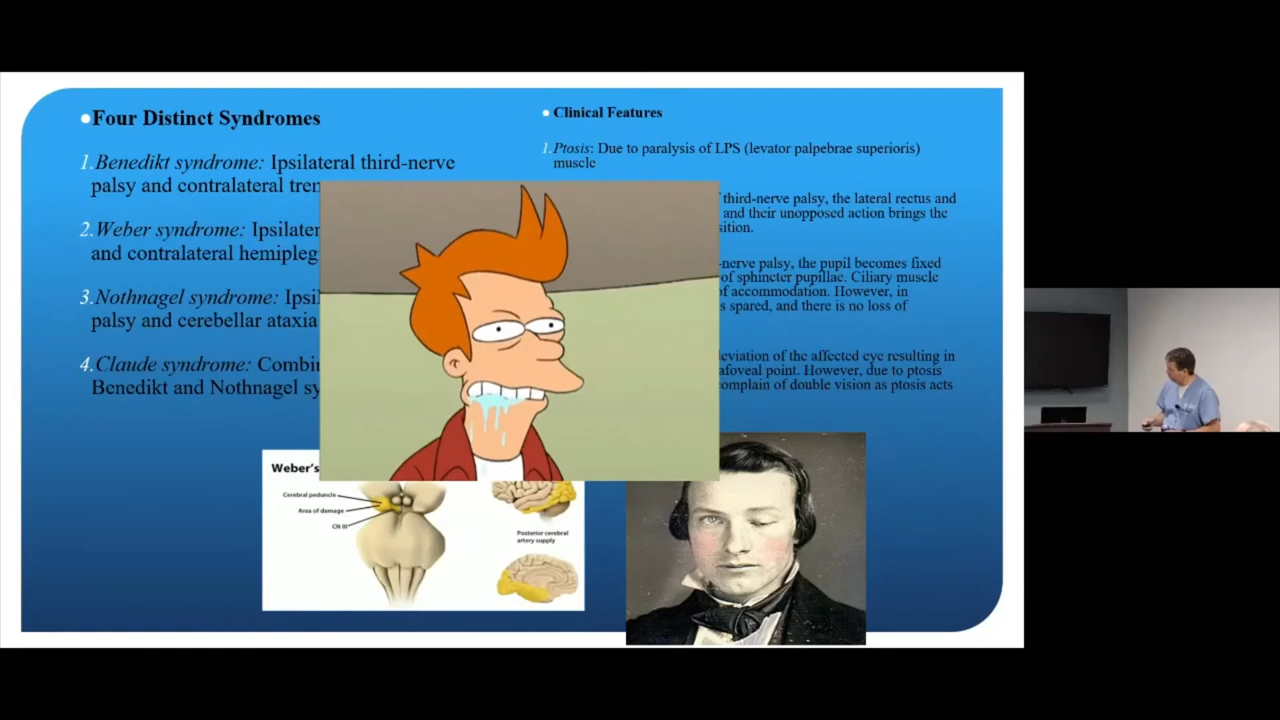 Four Distinct Syndromes
1.Benedikt syndrome: Ipsilateral third-nerve
palsy and contralateral trem
2.Weber syndrome: Ipsilater
and contralateral hemipleg
3.Nothnagel syndrome: Ipsil
palsy and cerebellar ataxia
4.Claude syndrome: Combin
Benedikt and Nothnagel sy
Clinical Features
1.Ptosis: Due to paralysis of LPS (levator palpebrae superioris)
muscle
third-nerve palsy, the lateral rectus and
and their unopposed action brings the
sition.
-nerve palsy, the pupil becomes fixed
of sphincter pupillae. Ciliary muscle
of accommodation. However, in
s spared, and there is no loss of
deviation of the affected eye resulting in
afoveal point. However, due to ptosis
complain of double vision as ptosis acts
Weber's
Cerebral peduncle
Area of damage
CN III
Posterior cerebral
artery supply